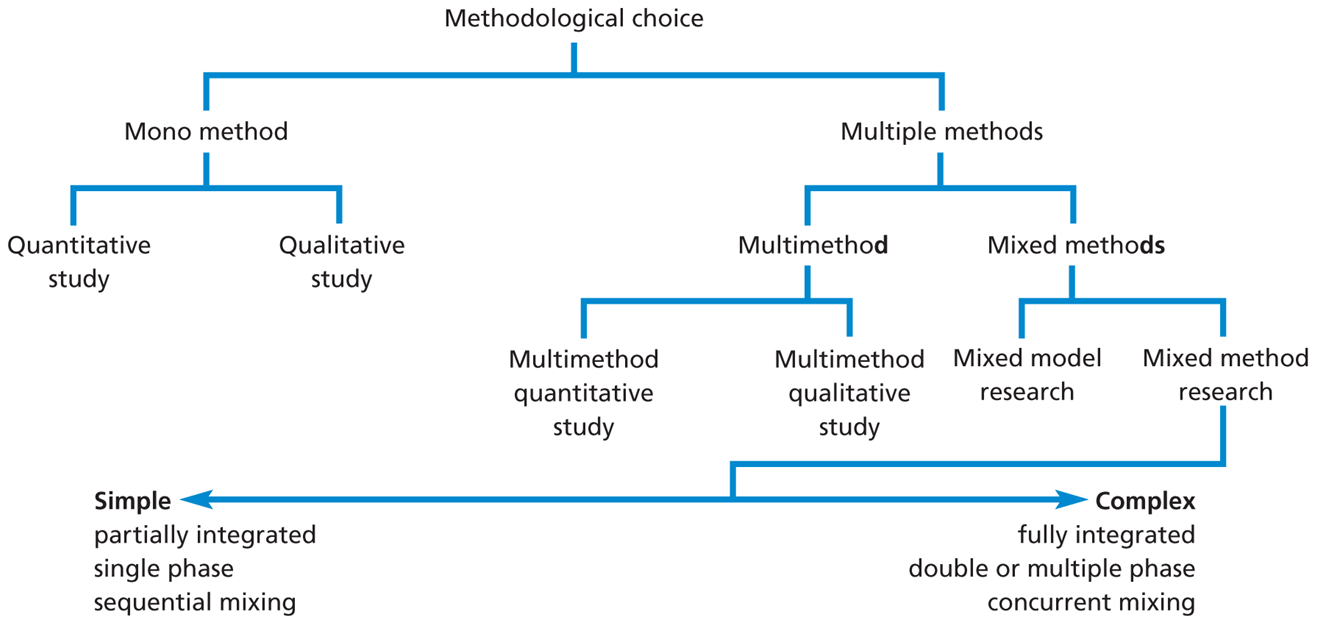 Methodological choice
Mono method
Multiple methods
Quantitative
study
Qualitative
study
Multimethod
Mixed methods
Multimethod
quantitative
study
Multimethod
qualitative
study
Mixed model
research
Mixed method
research
Simple
partially integrated
single phase
sequential mixing
Complex
fully integrated
double or multiple phase
concurrent mixing